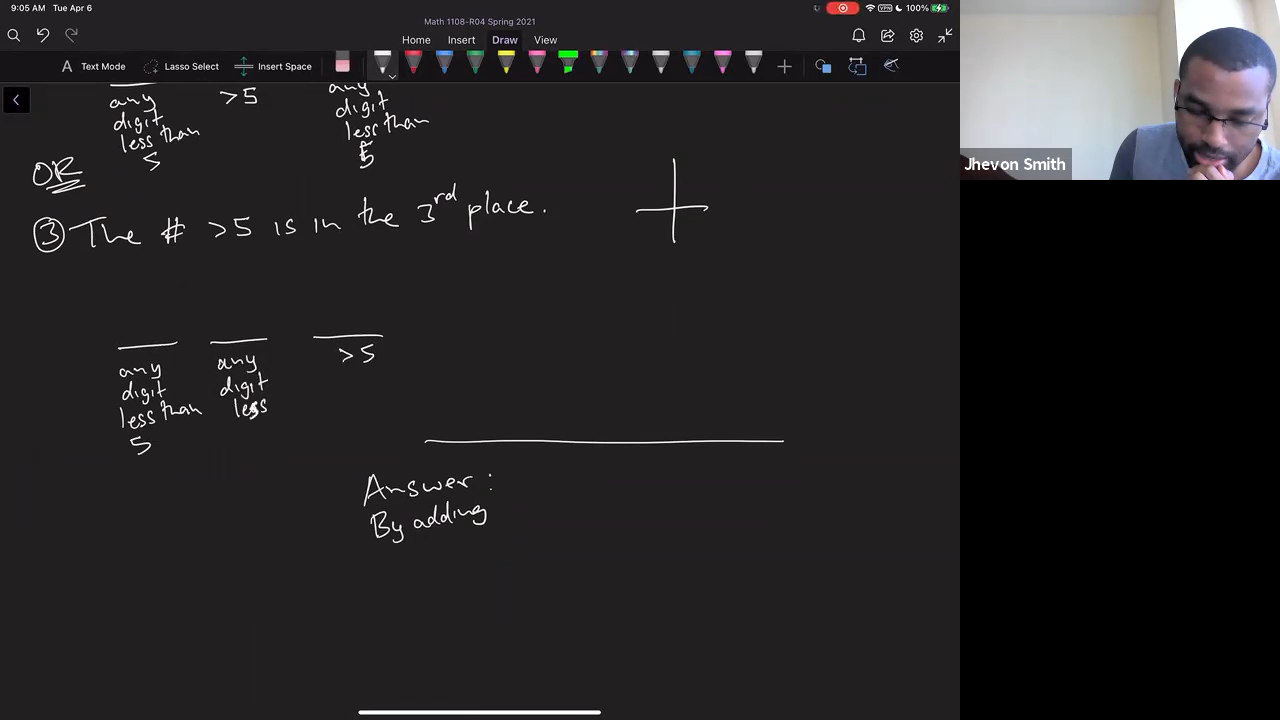 9:05 AM Tue Apr 6
100%
Math 1108-R04 Spring 2021
Home Insert Draw View
Text Mode Lasso Select Insert Space
any >5 any
digit digit
less than less than
5 5
OR
③ The # >5 is in the 3rd place.
any any >5
digit digit
less than less
5
Answer:
By adding
Jhevon Smith